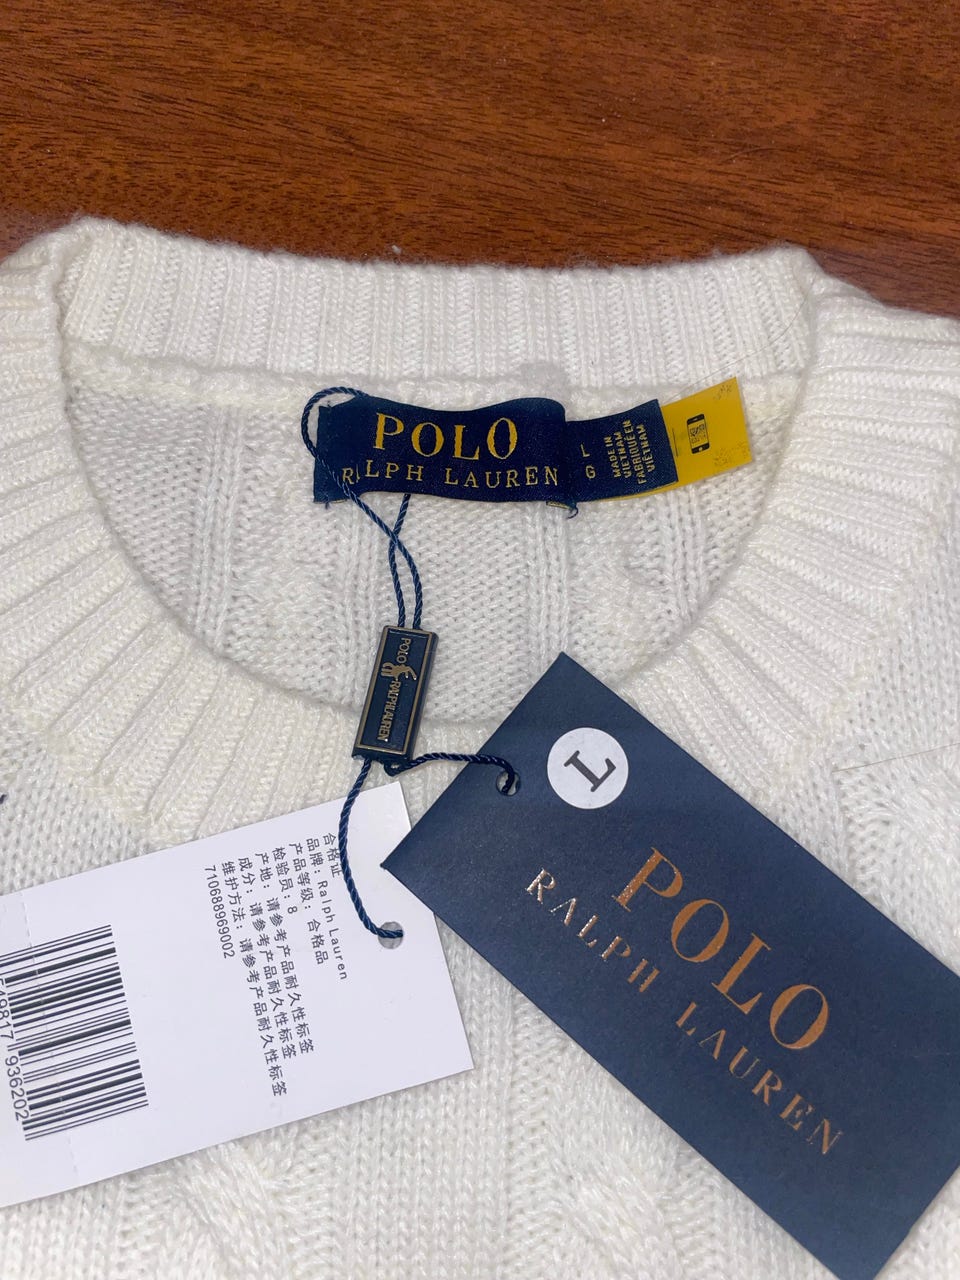 POLO
RALPH LAUREN
L
G
MADE IN
VIETNAM
FABRIQUÉ EN
VIÊTNAM
POLO RALPH LAUREN
L
POLO
RALPH LAUREN
合格证
品牌：Ralph Lauren
产品等级：合格品
检验员：8
产地：请参考产品耐久性标签
成分：请参考产品耐久性标签
维护方法：请参考产品耐久性标签
710688969002
936202